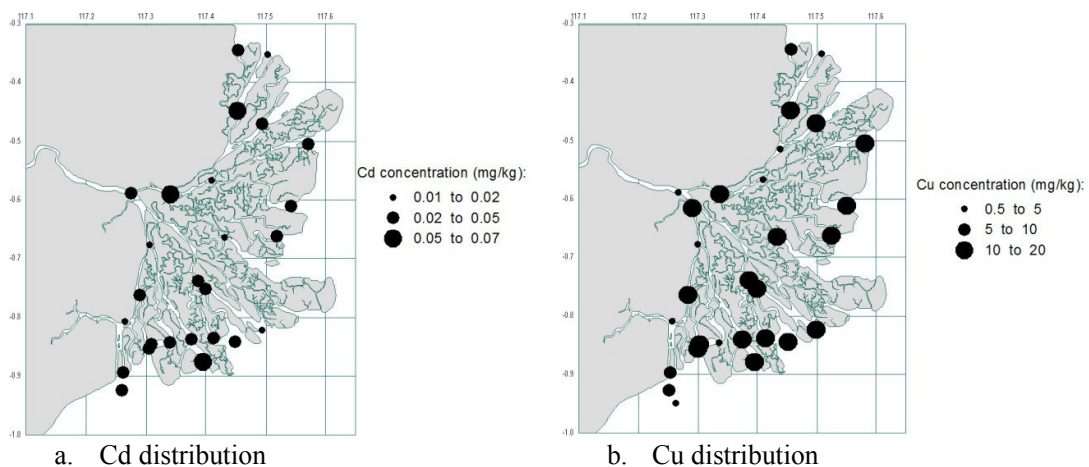 117.1 117.2 117.3 117.4 117.5 117.6
-0.3
-0.4
-0.5
-0.6
-0.7
-0.8
-0.9
-1.0
Cd concentration (mg/kg):
0.01 to 0.02
0.02 to 0.05
0.05 to 0.07
a. Cd distribution
117.1 117.2 117.3 117.4 117.5 117.6
-0.3
-0.4
-0.5
-0.6
-0.7
-0.8
-0.9
-1.0
Cu concentration (mg/kg):
0.5 to 5
5 to 10
10 to 20
b. Cu distribution